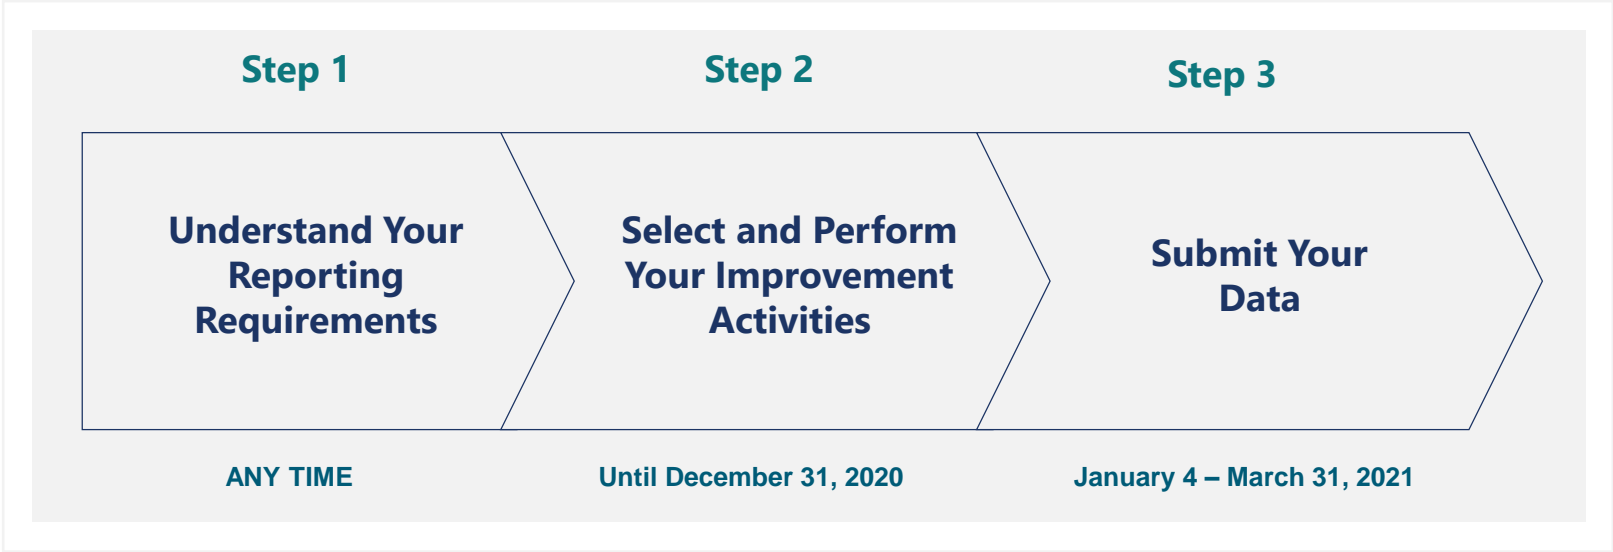 Step 1
Step 2
Step 3
Understand Your
Reporting
Requirements
Select and Perform
Your Improvement
Activities
Submit Your
Data
ANY TIME
Until December 31, 2020
January 4 – March 31, 2021